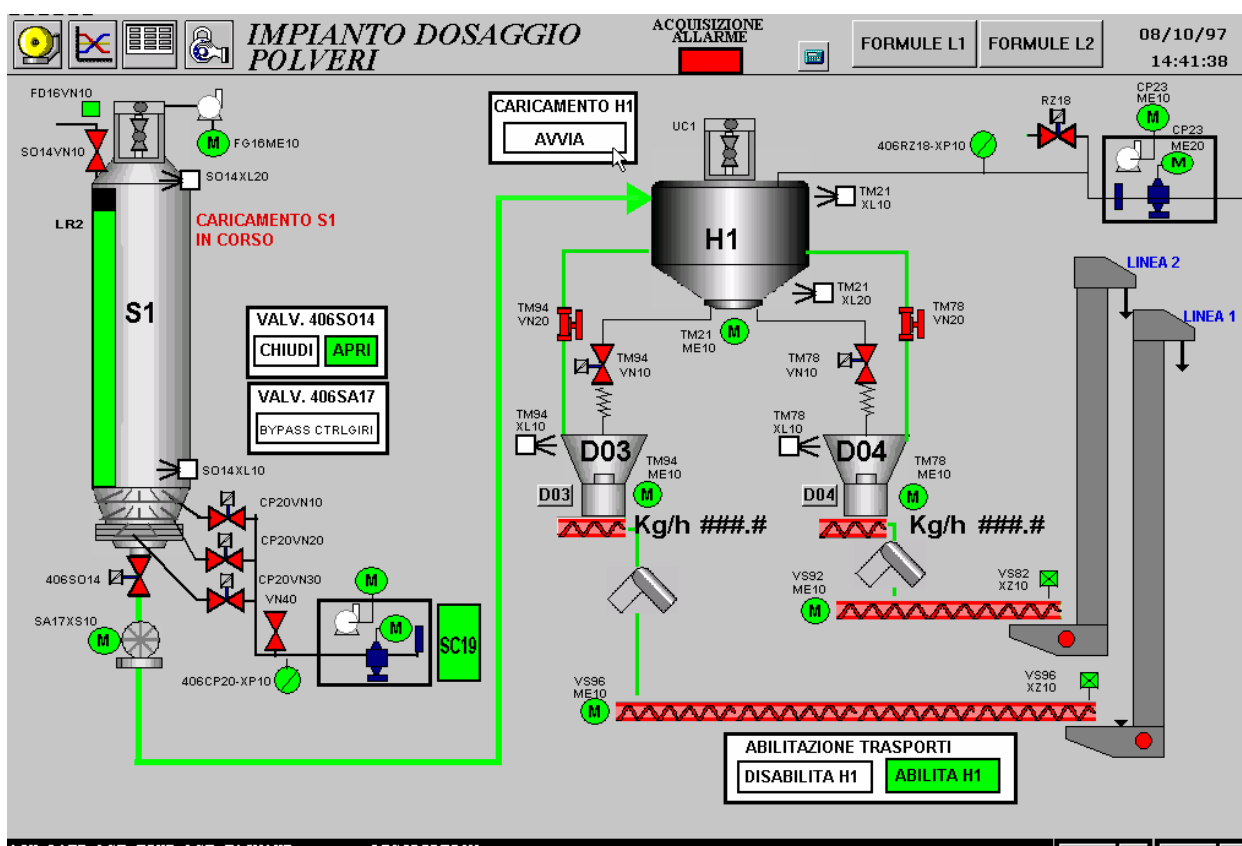 IMPIANTO DOSAGGIO
POLVERI
ACQUISIZIONE
ALLARME
FORMULE L1
FORMULE L2
08/10/97
14:41:38
FD16VN10
SO14VN10
M
FG16ME10
SO14XL20
LR2
CARICAMENTO S1
IN CORSO
S1
VALV. 406SO14
CHIUDI
APRI
VALV. 406SA17
BYPASS CTRLGIRI
SO14XL10
CP20VN10
CP20VN20
CP20VN30
VN40
406SO14
SA17XS10
M
M
M
SC19
406CP20-XP10
CARICAMENTO H1
AVVIA
UC1
406RZ18-XP10
RZ18
CP23
ME10
M
CP23
ME20
M
TM21
XL10
H1
TM21
XL20
TM21
ME10
M
TM94
VN20
TM94
VN10
TM78
VN20
TM78
VN10
TM94
XL10
TM78
XL10
D03
D04
TM94
ME10
M
TM78
ME10
M
D03
D04
Kg/h ###.#
Kg/h ###.#
LINEA 2
LINEA 1
VS92
ME10
M
VS82
XZ10
VS96
ME10
M
VS96
XZ10
ABILITAZIONE TRASPORTI
DISABILITA H1
ABILITA H1